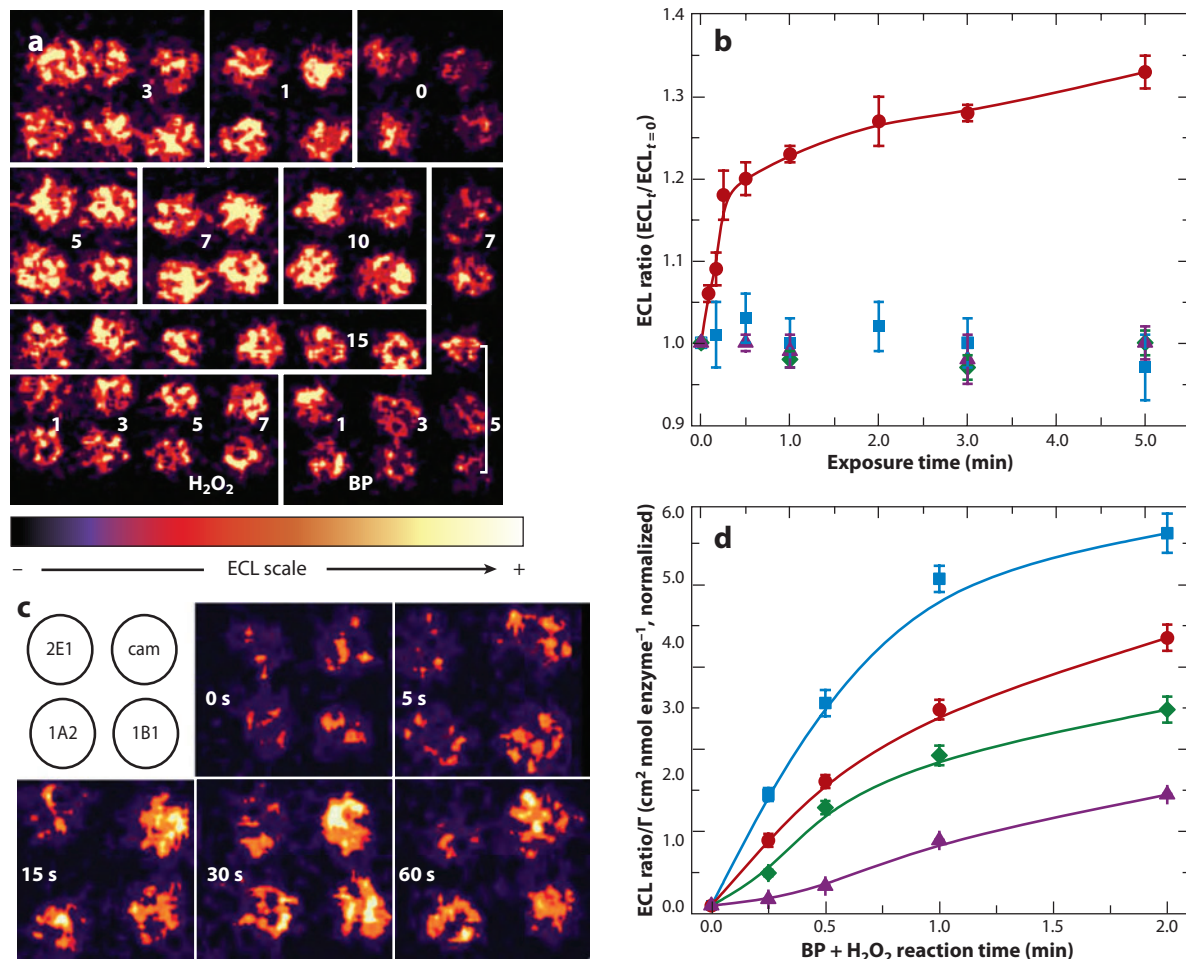 a
3
1
0
5
7
10
7
15
1
3
5
7
1
3
5
H₂O₂
BP
−
ECL scale
+
b
ECL ratio (ECLₜ/ECLₜ ₌ ₀)
1.4
1.3
1.2
1.1
1.0
0.9
0.0
1.0
2.0
3.0
4.0
5.0
Exposure time (min)
c
2E1
cam
1A2
1B1
0 s
5 s
15 s
30 s
60 s
d
ECL ratio/Γ (cm² nmol enzyme⁻¹, normalized)
6.0
5.0
4.0
3.0
2.0
1.0
0.0
0.0
0.5
1.0
1.5
2.0
BP + H₂O₂ reaction time (min)